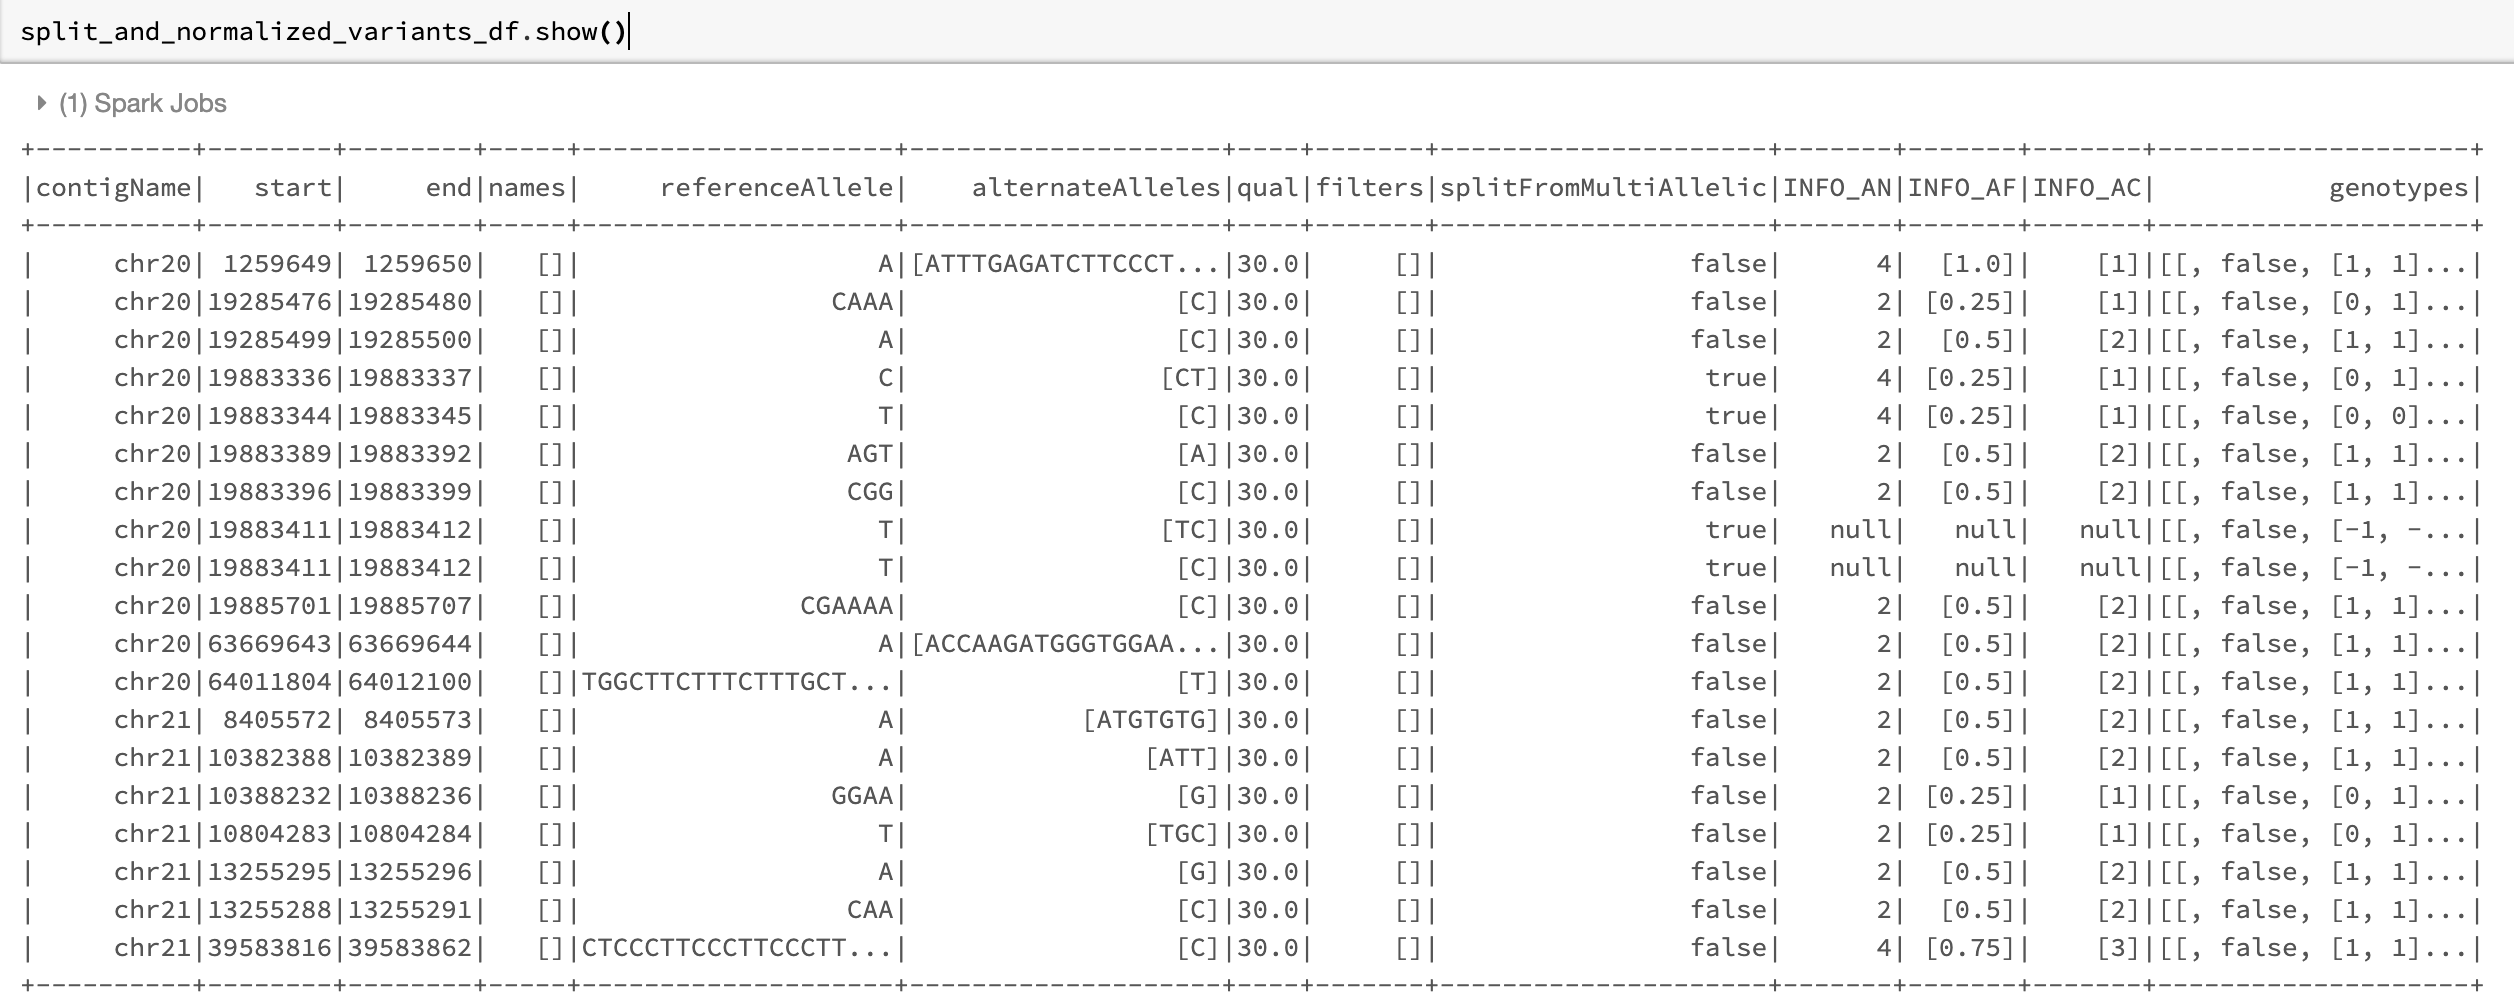 split_and_normalized_variants_df.show()
(1) Spark Jobs
+----------+--------+--------+-----+--------------------+--------------------+----+-------+---------------------+-------+-------+-------+--------------------+
|contigName|   start|     end|names|     referenceAllele|    alternateAlleles|qual|filters|splitFromMultiAllelic|INFO_AN|INFO_AF|INFO_AC|           genotypes|
+----------+--------+--------+-----+--------------------+--------------------+----+-------+---------------------+-------+-------+-------+--------------------+
|     chr20| 1259649| 1259650|   []|                   A|[ATTTGAGATCTTCCCT...|30.0|     []|                false|      4|  [1.0]|    [1]|[[, false, [1, 1]...|
|     chr20|19285476|19285480|   []|                CAAA|                 [C]|30.0|     []|                false|      2| [0.25]|    [1]|[[, false, [0, 1]...|
|     chr20|19285499|19285500|   []|                   A|                 [C]|30.0|     []|                false|      2|  [0.5]|    [2]|[[, false, [1, 1]...|
|     chr20|19883336|19883337|   []|                   C|                [CT]|30.0|     []|                 true|      4| [0.25]|    [1]|[[, false, [0, 1]...|
|     chr20|19883344|19883345|   []|                   T|                 [C]|30.0|     []|                 true|      4| [0.25]|    [1]|[[, false, [0, 0]...|
|     chr20|19883389|19883392|   []|                 AGT|                 [A]|30.0|     []|                false|      2|  [0.5]|    [2]|[[, false, [1, 1]...|
|     chr20|19883396|19883399|   []|                 CGG|                 [C]|30.0|     []|                false|      2|  [0.5]|    [2]|[[, false, [1, 1]...|
|     chr20|19883411|19883412|   []|                   T|                [TC]|30.0|     []|                 true|   null|   null|   null|[[, false, [-1, -...|
|     chr20|19883411|19883412|   []|                   T|                 [C]|30.0|     []|                 true|   null|   null|   null|[[, false, [-1, -...|
|     chr20|19885701|19885707|   []|              CGAAAA|                 [C]|30.0|     []|                false|      2|  [0.5]|    [2]|[[, false, [1, 1]...|
|     chr20|63669643|63669644|   []|                   A|[ACCAAGATGGGTGGAA...|30.0|     []|                false|      2|  [0.5]|    [2]|[[, false, [1, 1]...|
|     chr20|64011804|64012100|   []|TGGCTTCTTTCTTTGCT...|                 [T]|30.0|     []|                false|      2|  [0.5]|    [2]|[[, false, [1, 1]...|
|     chr21| 8405572| 8405573|   []|                   A|           [ATGTGTG]|30.0|     []|                false|      2|  [0.5]|    [2]|[[, false, [1, 1]...|
|     chr21|10382388|10382389|   []|                   A|               [ATT]|30.0|     []|                false|      2|  [0.5]|    [2]|[[, false, [1, 1]...|
|     chr21|10388232|10388236|   []|                GGAA|                 [G]|30.0|     []|                false|      2| [0.25]|    [1]|[[, false, [0, 1]...|
|     chr21|10804283|10804284|   []|                   T|               [TGC]|30.0|     []|                false|      2| [0.25]|    [1]|[[, false, [0, 1]...|
|     chr21|13255295|13255296|   []|                   A|                 [G]|30.0|     []|                false|      2|  [0.5]|    [2]|[[, false, [1, 1]...|
|     chr21|13255288|13255291|   []|                 CAA|                 [C]|30.0|     []|                false|      2|  [0.5]|    [2]|[[, false, [1, 1]...|
|     chr21|39583816|39583862|   []|CTCCCTTCCCTTCCCTT...|                 [C]|30.0|     []|                false|      4| [0.75]|    [3]|[[, false, [1, 1]...|
+----------+--------+--------+-----+--------------------+--------------------+----+-------+---------------------+-------+-------+-------+--------------------+